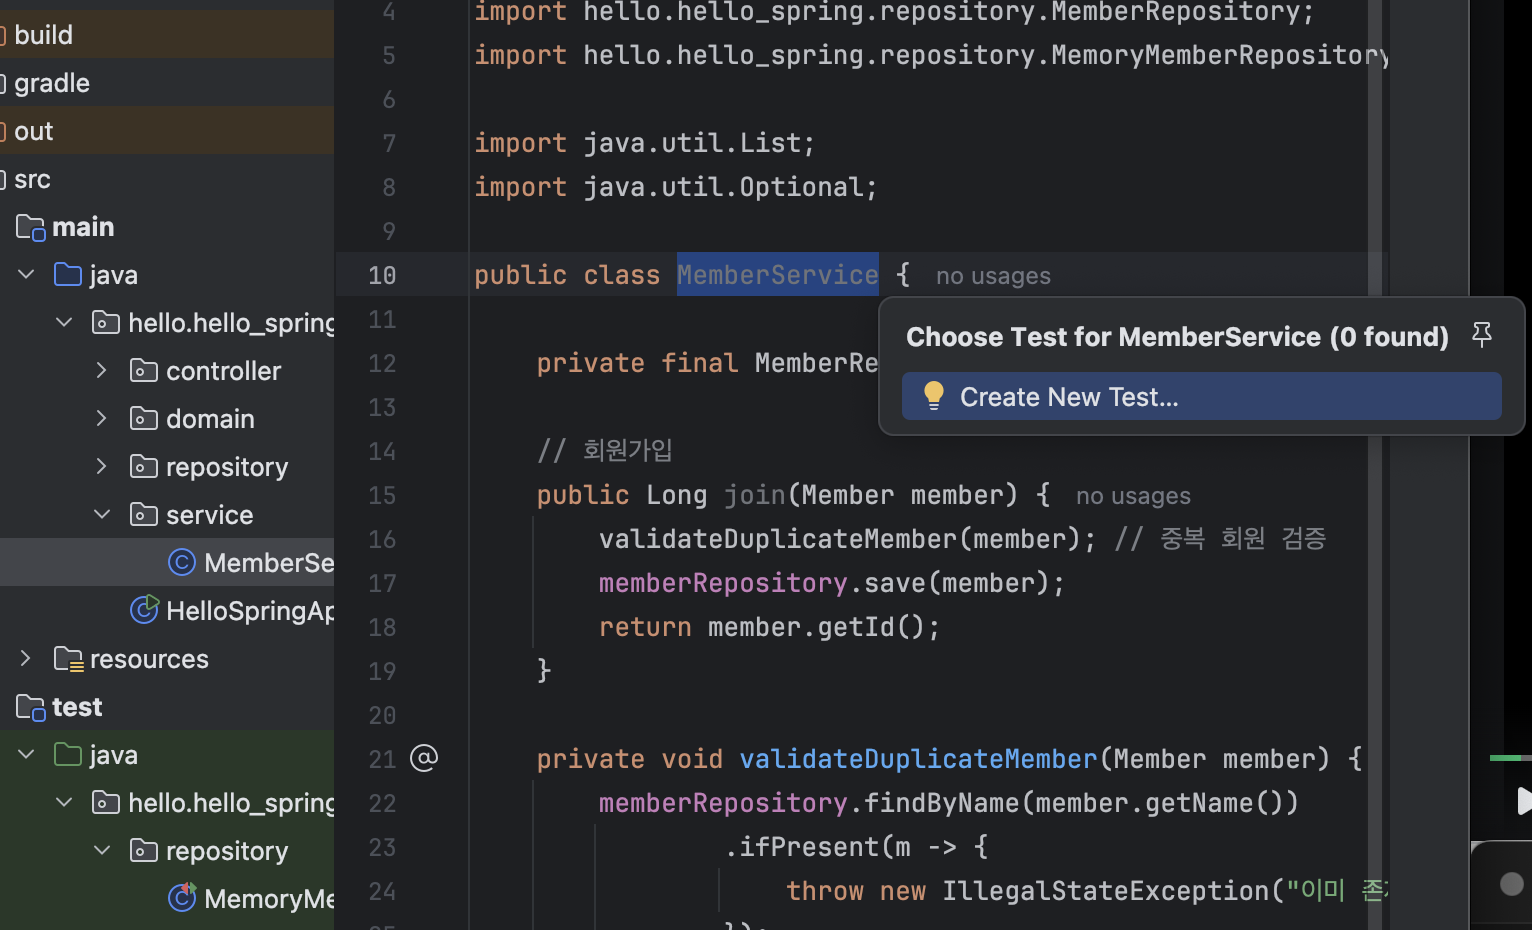 build
gradle
out
src
main
java
hello.hello_spring
controller
domain
repository
service
MemberSe
HelloSpringAp
resources
test
java
hello.hello_spring
repository
MemoryMe
4 import hello.hello_spring.repository.MemberRepository;
5 import hello.hello_spring.repository.MemoryMemberRepository
6
7 import java.util.List;
8 import java.util.Optional;
9
10 public class MemberService { no usages
11
12 private final MemberRe
13
14 // 회원가입
15 public Long join(Member member) { no usages
16 validateDuplicateMember(member); // 중복 회원 검증
17 memberRepository.save(member);
18 return member.getId();
19 }
20
21 @ private void validateDuplicateMember(Member member) {
22 memberRepository.findByName(member.getName())
23 .ifPresent(m -> {
24 throw new IllegalStateException("이미
});
Choose Test for MemberService (0 found)
Create New Test...